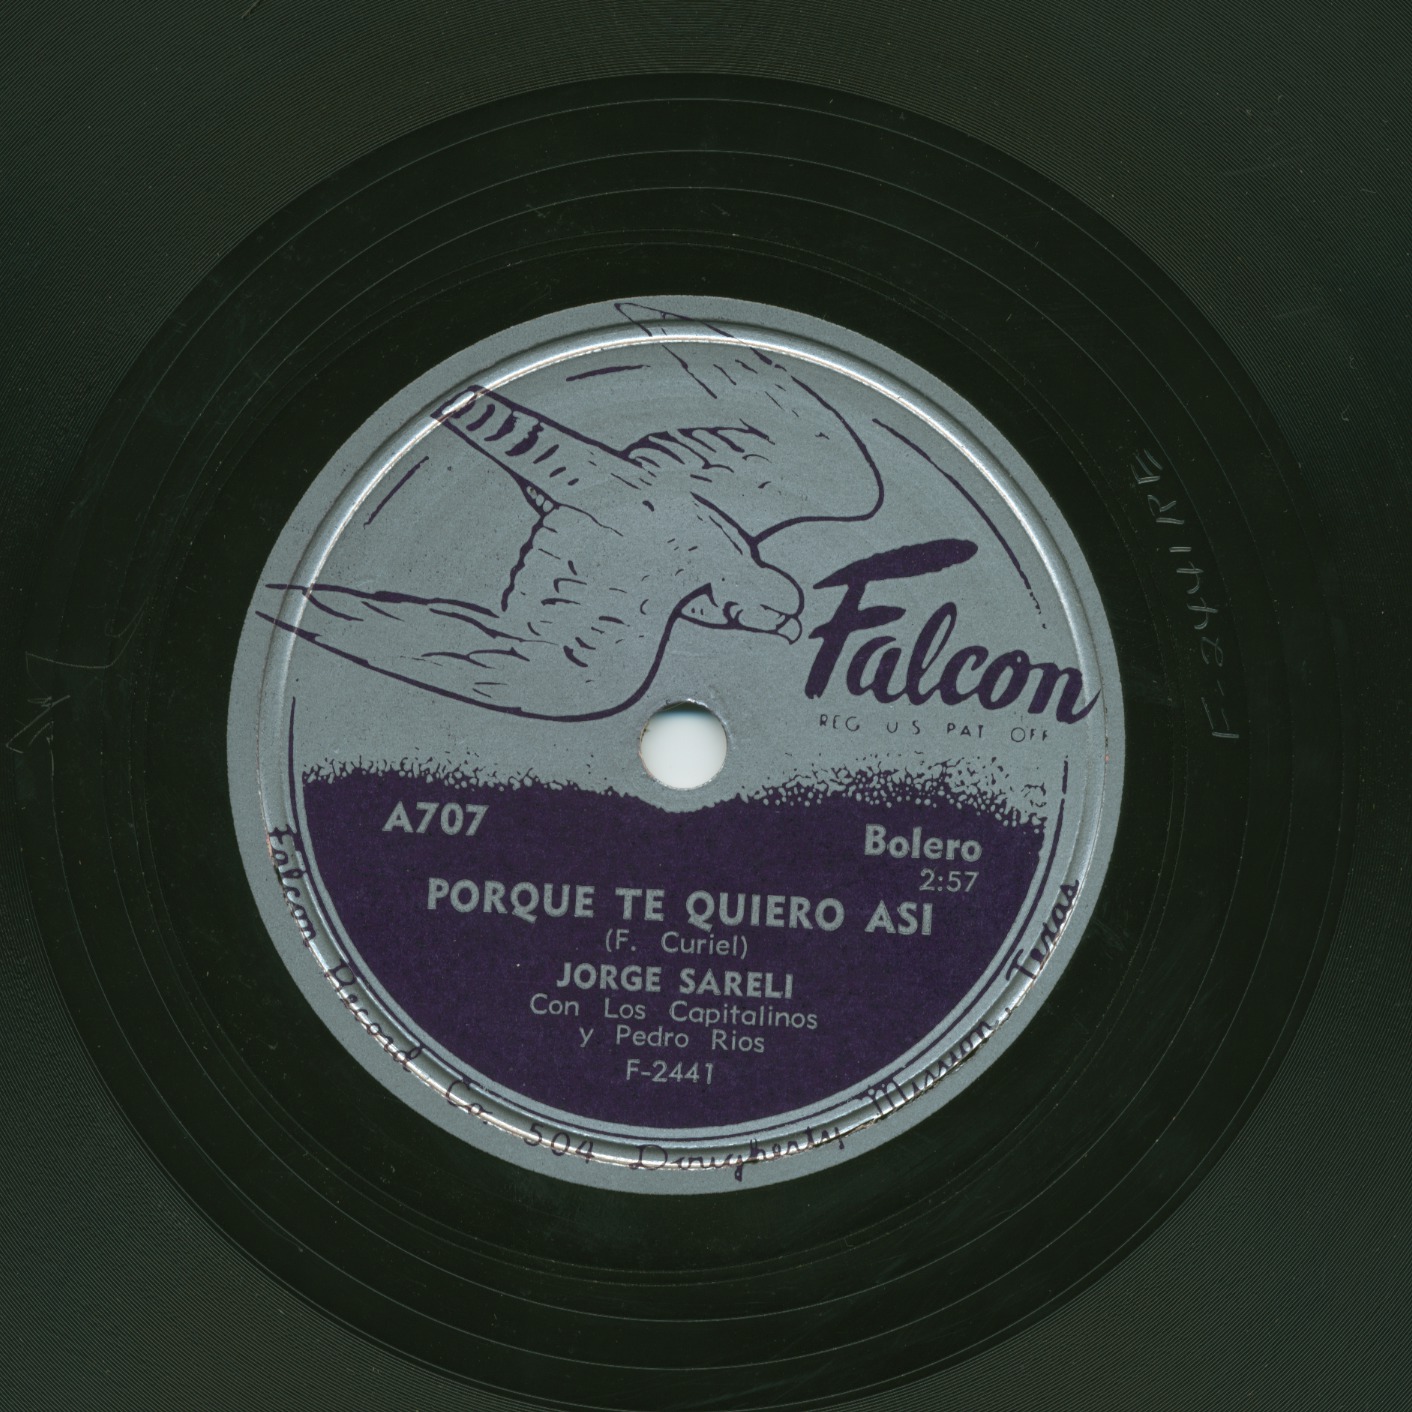 Falcon
REG US PAT OFF
A707
Bolero
2:57
PORQUE TE QUIERO ASI
(F. Curiel)
JORGE SARELI
Con Los Capitalinos
y Pedro Rios
F-2441
Falcon Record Co. 504 Dougherty Mission, Texas